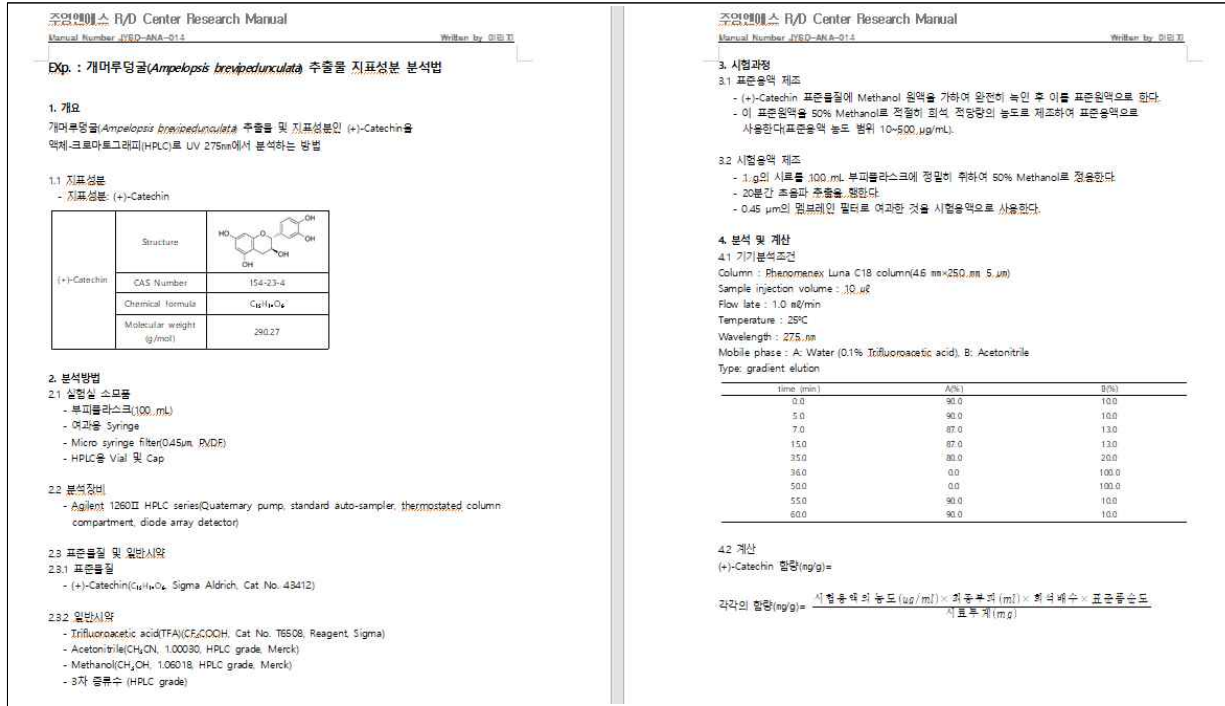 주영엔에스 R/D Center Research Manual
Manual Number JYBD-ANA-014 Written by 이민지
EXp. : 개머루덩굴(Ampelopsis brevipedunculata) 추출물 지표성분 분석법
1. 개요
개머루덩굴(Ampelopsis brevipedunculata) 추출물 및 지표성분인 (+)-Catechin을
액체-크로마토그래피(HPLC)로 UV 275nm에서 분석하는 방법
1.1 지표성분
- 지표성분: (+)-Catechin
Structure
HO
O
OH
OH
OH
OH
(+)-Catechin
CAS Number 154-23-4
Chemical formula C₁₅H₁₄O₆
Molecular weight (g/mol) 290.27
2. 분석방법
2.1 실험실 소모품
- 부피플라스크(100 mL)
- 여과용 Syringe
- Micro syringe filter(0.45μm, PVDF)
- HPLC용 Vial 및 Cap
2.2 분석장비
- Agilent 1260Ⅱ HPLC series(Quaternary pump, standard auto-sampler, thermostated column
compartment, diode array detector)
2.3 표준물질 및 일반시약
2.3.1 표준물질
- (+)-Catechin(C₁₅H₁₄O₆, Sigma Aldrich, Cat No. 43412)
2.3.2 일반시약
- Trifluoroacetic acid(TFA)(CF₃COOH, Cat No. T6508, Reagent, Sigma)
- Acetonitrile(CH₃CN, 1.00030, HPLC grade, Merck)
- Methanol(CH₃OH, 1.06018, HPLC grade, Merck)
- 3차 증류수 (HPLC grade)
주영엔에스 R/D Center Research Manual
Manual Number JYBD-ANA-014 Written by 이민지
3. 시험과정
3.1 표준용액 제조
- (+)-Catechin 표준물질에 Methanol 원액을 가하여 완전히 녹인 후 이를 표준원액으로 한다.
- 이 표준원액을 50% Methanol로 적절히 희석, 적당량의 농도로 제조하여 표준용액으로
사용한다(표준용액 농도 범위 10~500 μg/mL).
3.2 시험용액 제조
- 1 g의 시료를 100 mL 부피플라스크에 정밀히 취하여 50% Methanol로 정용한다.
- 20분간 초음파 추출을 행한다.
- 0.45 μm의 멤브레인 필터로 여과한 것을 시험용액으로 사용한다.
4. 분석 및 계산
4.1 기기분석조건
Column : Phenomenex Luna C18 column(4.6 mm×250 mm 5 μm)
Sample injection volume : 10 μℓ
Flow late : 1.0 mℓ/min
Temperature : 25℃
Wavelength : 275 nm
Mobile phase : A: Water (0.1% Trifluoroacetic acid), B: Acetonitrile
Type: gradient elution
time (min) A(%) B(%)
0.0 90.0 10.0
5.0 90.0 10.0
7.0 87.0 13.0
15.0 87.0 13.0
35.0 80.0 20.0
36.0 0.0 100.0
50.0 0.0 100.0
55.0 90.0 10.0
60.0 90.0 10.0
4.2 계산
(+)-Catechin 함량(mg/g)=
각각의 함량(mg/g)= 시험용액의 농도(ug/ml)×최종부피(ml)×희석배수×표준품순도
시료무게(mg)